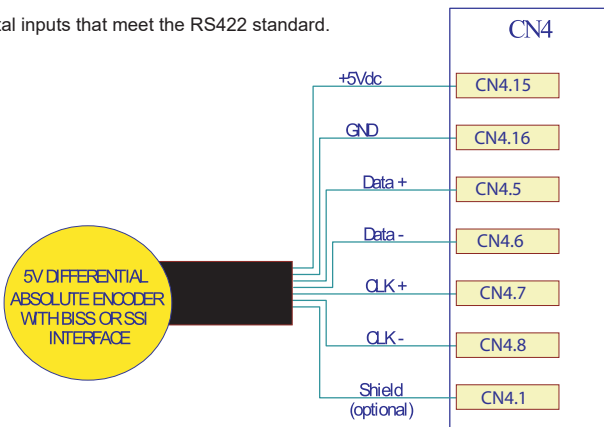 tal inputs that meet the RS422 standard.
CN4
+5Vdc
CN4.15
GND
CN4.16
Data +
CN4.5
Data -
CN4.6
CLK +
CN4.7
CLK -
CN4.8
Shield
(optional)
CN4.1
5V DIFFERENTIAL
ABSOLUTE ENCODER
WITH BISS OR SSI
INTERFACE